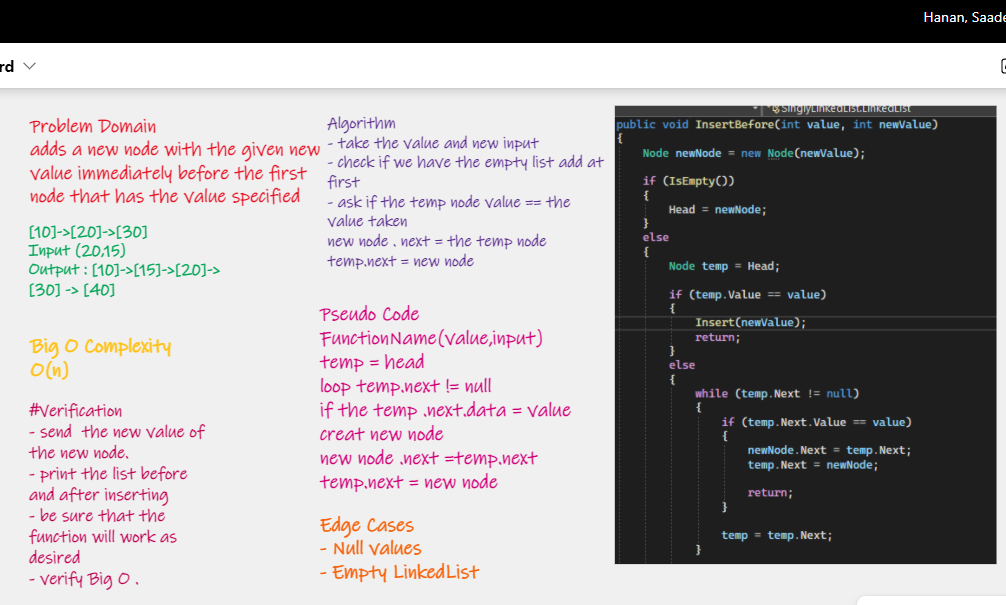 Hanan, Saade
rd
Problem Domain
adds a new node with the given new
value immediately before the first
node that has the value specified
[10]->[20]->[30]
Input (20,15)
Output : [10]->[15]->[20]->
[30] -> [40]
Big O Complexity
O(n)
#Verification
- send the new value of
the new node.
- print the list before
and after inserting
- be sure that the
function will work as
desired
- verify Big O .
Algorithm
- take the value and new input
- check if we have the empty list add at
first
- ask if the temp node value == the
value taken
new node . next = the temp node
temp.next = new node
Pseudo Code
FunctionName(value,input)
temp = head
loop temp.next != null
if the temp .next.data = value
creat new node
new node .next =temp.next
temp.next = new node
Edge Cases
- Null values
- Empty LinkedList
SinglyLinkedList.LinkedList
public void InsertBefore(int value, int newValue)
{
Node newNode = new Node(newValue);
if (IsEmpty())
{
Head = newNode;
}
else
{
Node temp = Head;
if (temp.Value == value)
{
Insert(newValue);
return;
}
else
{
while (temp.Next != null)
{
if (temp.Next.Value == value)
{
newNode.Next = temp.Next;
temp.Next = newNode;
return;
}
temp = temp.Next;
}